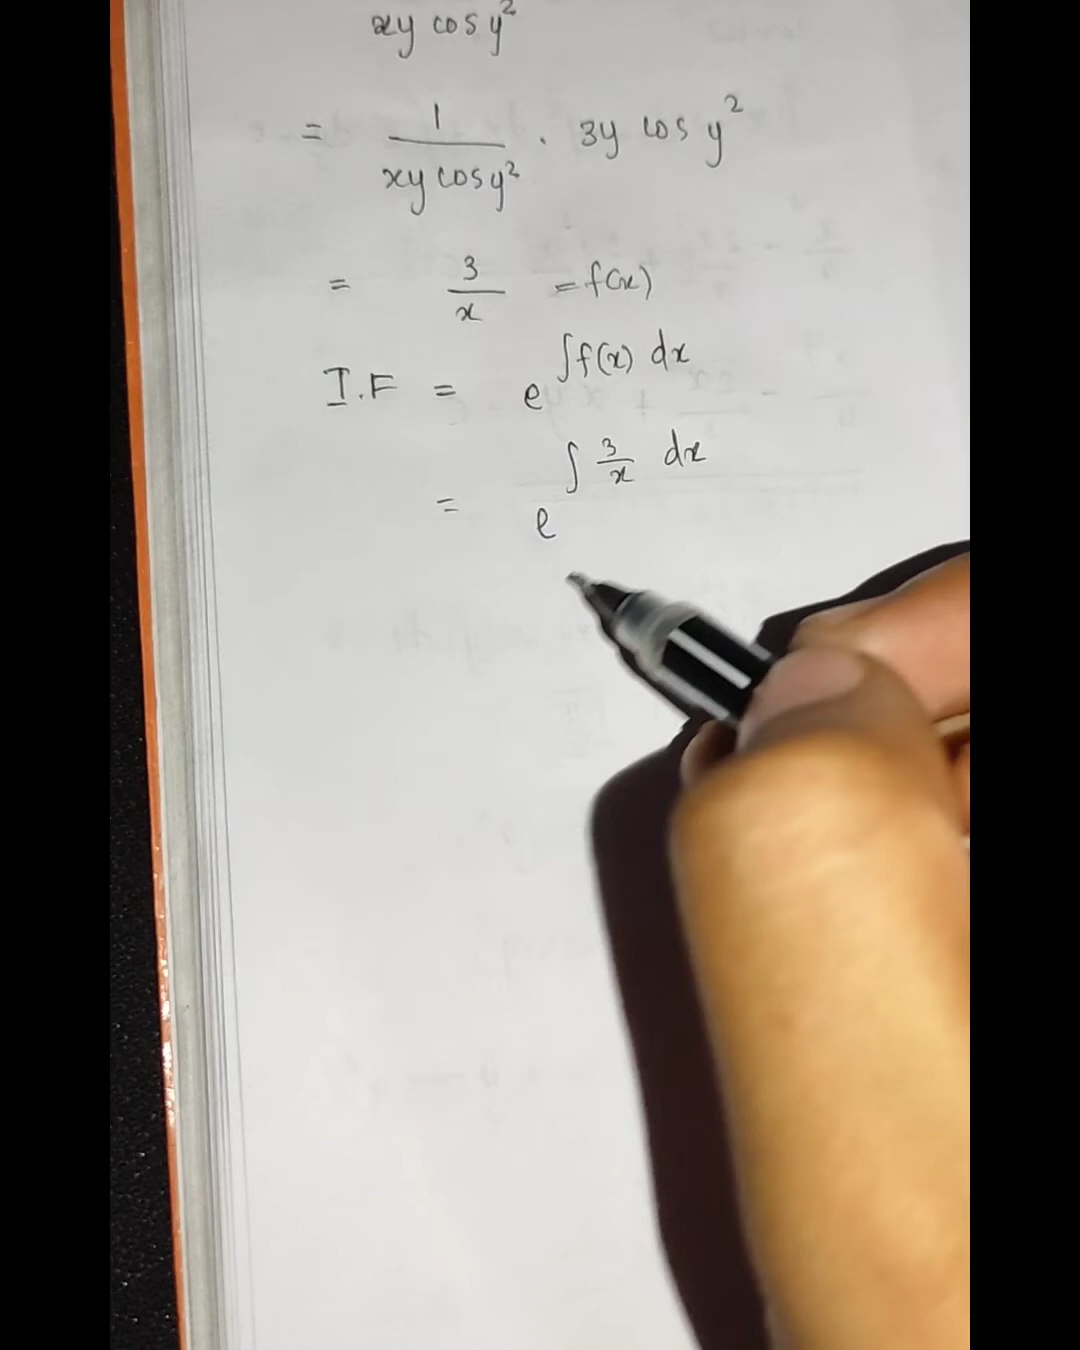 xy cos y²
= 1/(xy cos y²) · 3y cos y²
= 3/x = f(x)
I.F = e^(∫f(x) dx)
= e^(∫ 3/x dx)